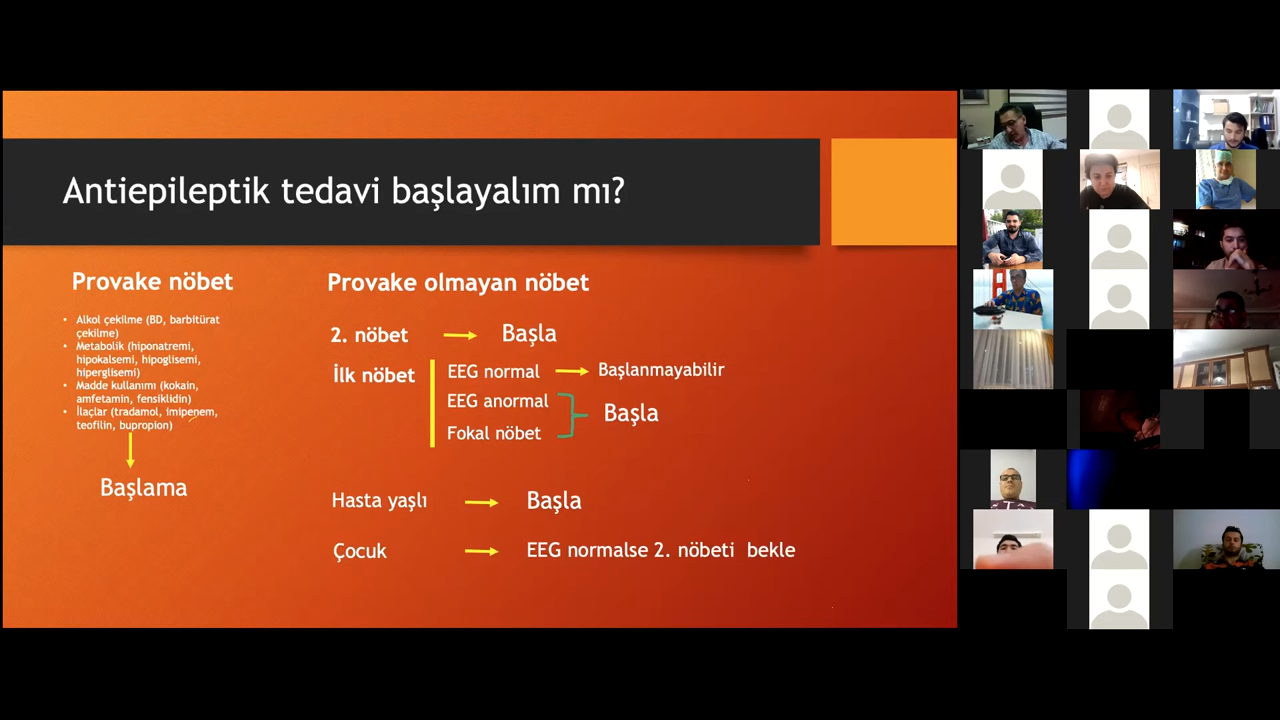 Antiepileptik tedavi başlayalım mı?
Provake nöbet
• Alkol çekilme (BD, barbitürat
çekilme)
• Metabolik (hiponatremi,
hipokalsemi, hipoglisemi,
hiperglisemi)
• Madde kullanımı (kokain,
amfetamin, fensiklidin)
• İlaçlar (tradamol, imipenem,
teofilin, bupropion)
Başlama
Provake olmayan nöbet
2. nöbet Başla
İlk nöbet
EEG normal Başlanmayabilir
EEG anormal
Fokal nöbet
Başla
Hasta yaşlı Başla
Çocuk EEG normalse 2. nöbeti bekle